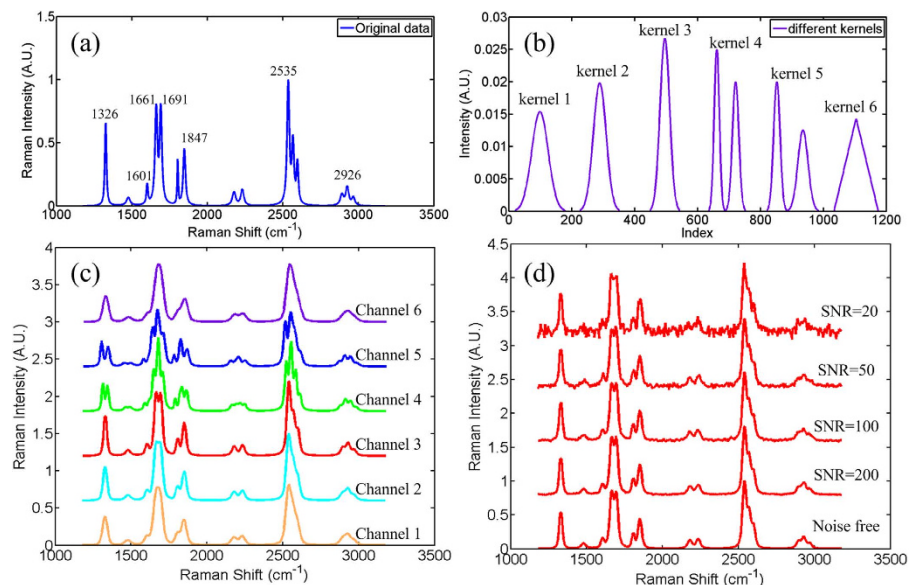 (a)
Original data
1.5
1
0.5
0
Raman Intensity (A.U.)
1326
1601
1661
1691
1847
2535
2926
1000 1500 2000 2500 3000 3500
Raman Shift (cm⁻¹)
(b)
different kernels
0.03
0.025
0.02
0.015
0.01
0.005
0
Intensity (A.U.)
kernel 1
kernel 2
kernel 3
kernel 4
kernel 5
kernel 6
0 200 400 600 800 1000 1200
Index
(c)
4
3.5
3
2.5
2
1.5
1
0.5
0
Raman Intensity (A.U.)
Channel 6
Channel 5
Channel 4
Channel 3
Channel 2
Channel 1
1000 1500 2000 2500 3000 3500
Raman Shift (cm⁻¹)
(d)
4.5
4
3.5
3
2.5
2
1.5
1
0.5
0
Raman Intensity (A.U.)
SNR=20
SNR=50
SNR=100
SNR=200
Noise free
1000 1500 2000 2500 3000 3500
Raman Shift (cm⁻¹)